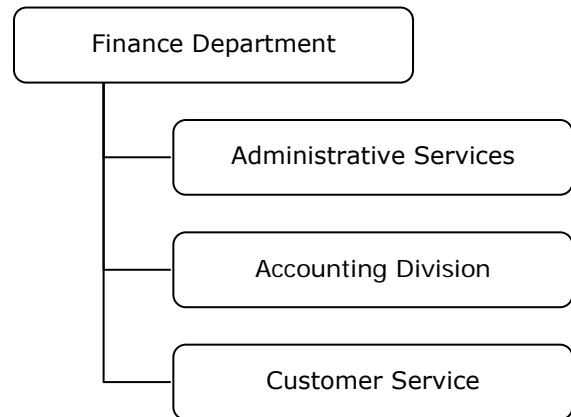 Finance Department
Administrative Services
Accounting Division
Customer Service